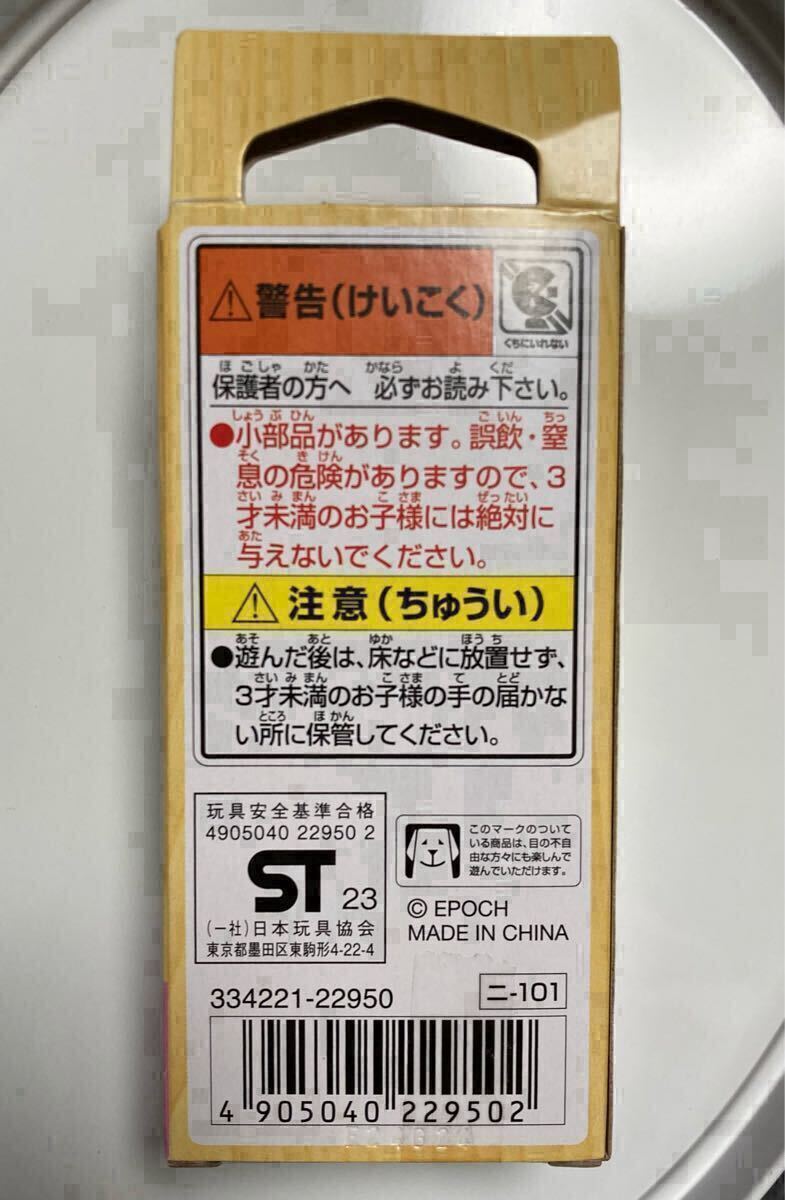 ⚠警告(けいこく)
くちにいれない
保護者の方へ 必ずお読み下さい。
●小部品があります。誤飲・窒
息の危険がありますので、3
才未満のお子様には絶対に
与えないでください。
⚠注意(ちゅうい)
●遊んだ後は、床などに放置せず、
3才未満のお子様の手の届かな
い所に保管してください。
玩具安全基準合格
4905040 22950 2
ST 23
(一社)日本玩具協会
東京都墨田区東駒形4-22-4
このマークのついて
いる商品は、目の不自
由な方々にも楽しんで
遊んでいただけます。
© EPOCH
MADE IN CHINA
334221-22950
ニ-101
4 905040 229502